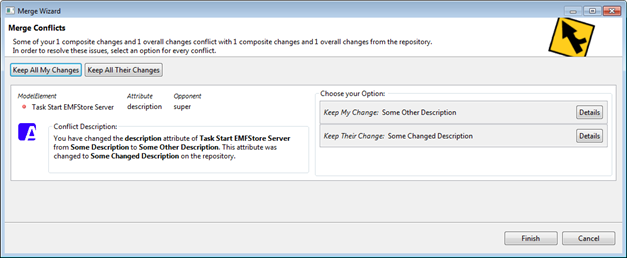 Merge Wizard
Merge Conflicts
Some of your 1 composite changes and 1 overall changes conflict with 1 composite changes and 1 overall changes from the repository.
In order to resolve these issues, select an option for every conflict.
Keep All My Changes Keep All Their Changes
ModelElement Attribute Opponent
Task Start EMFStore Server description super
Conflict Description:
You have changed the description attribute of Task Start EMFStore Server
from Some Description to Some Other Description. This attribute was
changed to Some Changed Description on the repository.
Choose your Option:
Keep My Change: Some Other Description Details
Keep Their Change: Some Changed Description Details
Finish Cancel